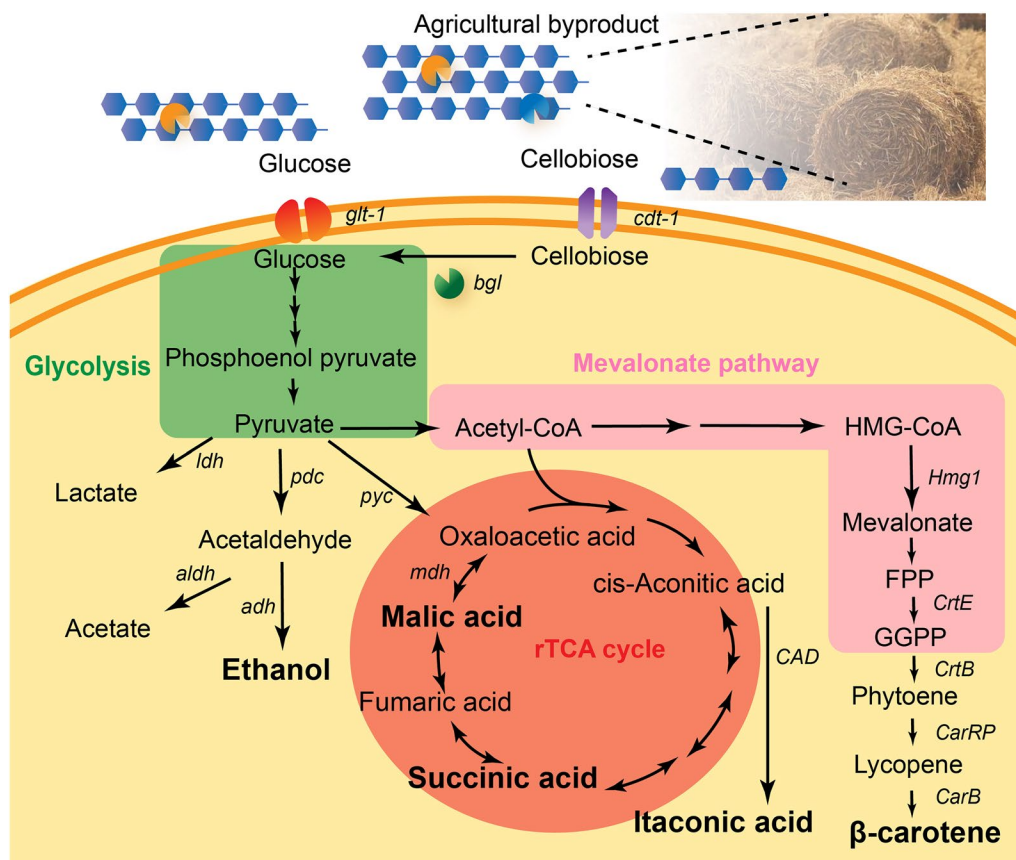 Agricultural byproduct
Glucose
Cellobiose
glt-1
cdt-1
Glucose
Cellobiose
bgl
Glycolysis
Phosphoenol pyruvate
Mevalonate pathway
Pyruvate
Acetyl-CoA
HMG-CoA
ldh
pdc
pyc
Hmg1
Lactate
Acetaldehyde
Oxaloacetic acid
Mevalonate
aldh
adh
mdh
cis-Aconitic acid
FPP
CrtE
Acetate
Malic acid
GGPP
Ethanol
rTCA cycle
CAD
CrtB
Fumaric acid
Phytoene
CarRP
Succinic acid
Lycopene
CarB
Itaconic acid
β-carotene